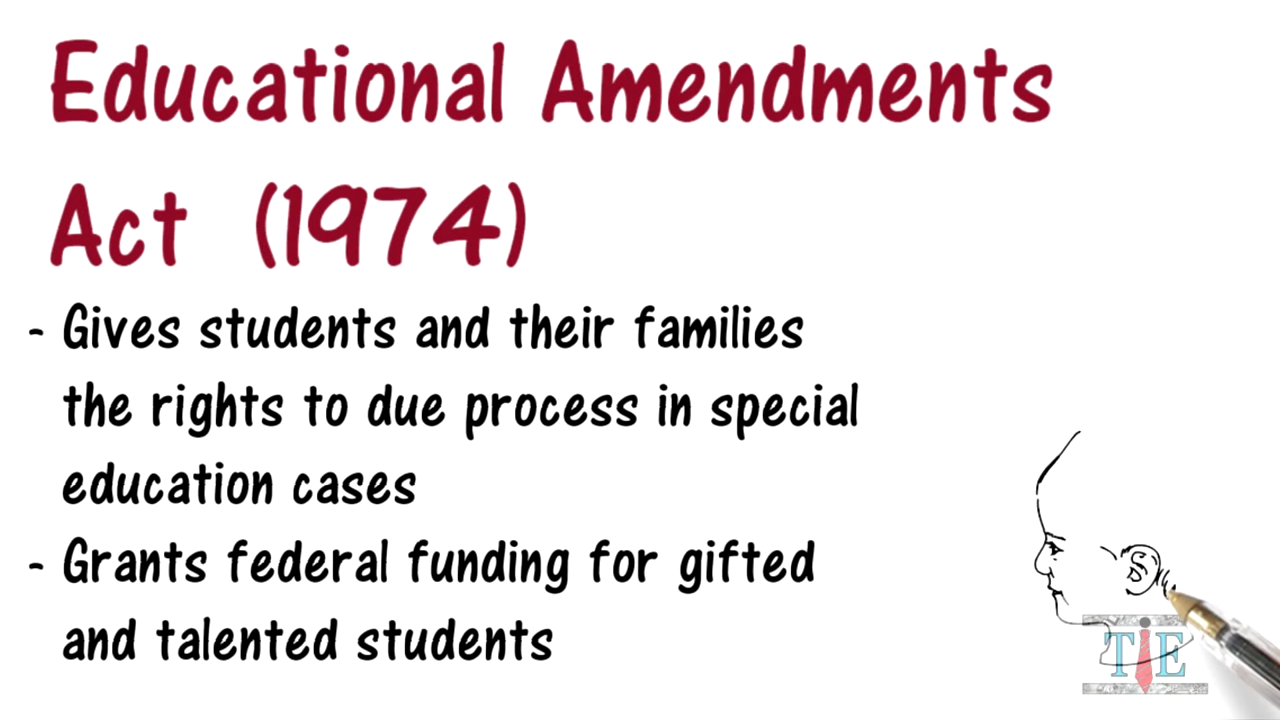 Educational Amendments
Act (1974)
- Gives students and their families
the rights to due process in special
education cases
- Grants federal funding for gifted
and talented students
TIE